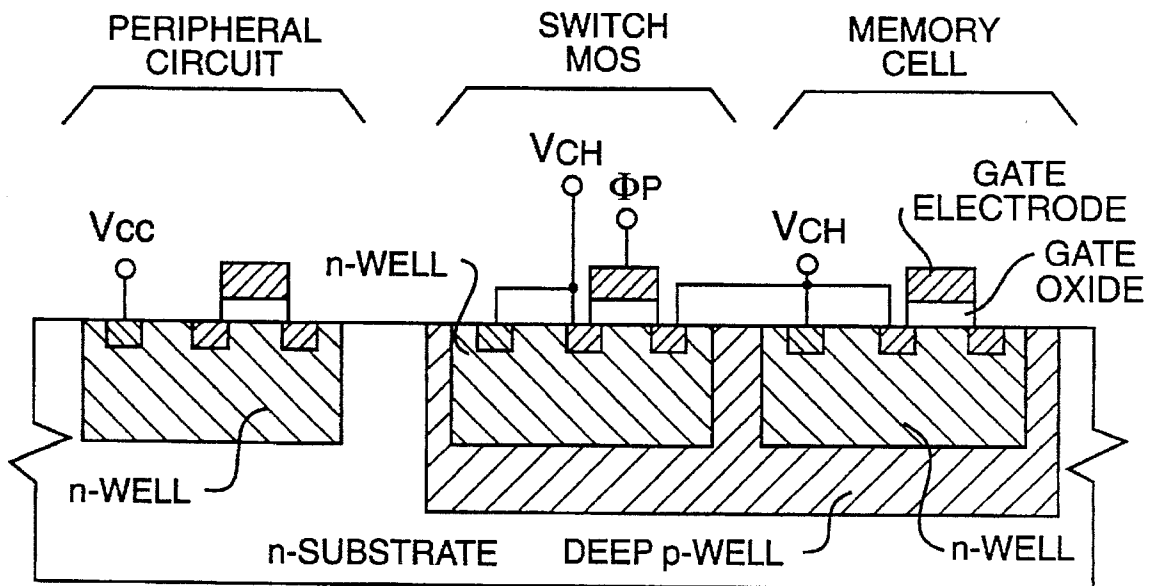 PERIPHERAL
CIRCUIT
SWITCH
MOS
MEMORY
CELL
VCH
ΦP
GATE
ELECTRODE
Vcc
n-WELL
VCH
GATE
OXIDE
n-WELL
n-SUBSTRATE
DEEP p-WELL
n-WELL